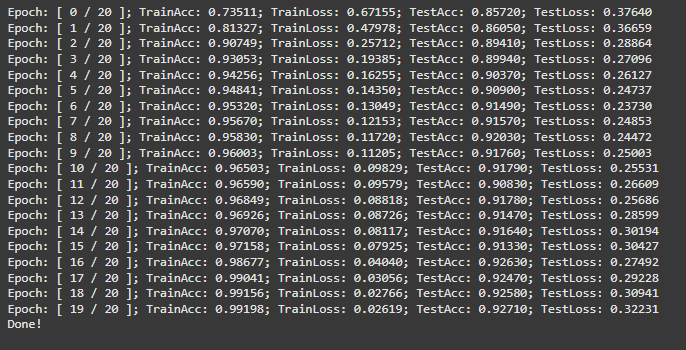 Epoch: [ 0 / 20 ]; TrainAcc: 0.73511; TrainLoss: 0.67155; TestAcc: 0.85720; TestLoss: 0.37640
Epoch: [ 1 / 20 ]; TrainAcc: 0.81327; TrainLoss: 0.47978; TestAcc: 0.86050; TestLoss: 0.36659
Epoch: [ 2 / 20 ]; TrainAcc: 0.90749; TrainLoss: 0.25712; TestAcc: 0.89410; TestLoss: 0.28864
Epoch: [ 3 / 20 ]; TrainAcc: 0.93053; TrainLoss: 0.19385; TestAcc: 0.89940; TestLoss: 0.27096
Epoch: [ 4 / 20 ]; TrainAcc: 0.94256; TrainLoss: 0.16255; TestAcc: 0.90370; TestLoss: 0.26127
Epoch: [ 5 / 20 ]; TrainAcc: 0.94841; TrainLoss: 0.14350; TestAcc: 0.90900; TestLoss: 0.24737
Epoch: [ 6 / 20 ]; TrainAcc: 0.95320; TrainLoss: 0.13049; TestAcc: 0.91490; TestLoss: 0.23730
Epoch: [ 7 / 20 ]; TrainAcc: 0.95670; TrainLoss: 0.12153; TestAcc: 0.91570; TestLoss: 0.24853
Epoch: [ 8 / 20 ]; TrainAcc: 0.95830; TrainLoss: 0.11720; TestAcc: 0.92030; TestLoss: 0.24472
Epoch: [ 9 / 20 ]; TrainAcc: 0.96003; TrainLoss: 0.11205; TestAcc: 0.91760; TestLoss: 0.25003
Epoch: [ 10 / 20 ]; TrainAcc: 0.96503; TrainLoss: 0.09829; TestAcc: 0.91790; TestLoss: 0.25531
Epoch: [ 11 / 20 ]; TrainAcc: 0.96590; TrainLoss: 0.09579; TestAcc: 0.90830; TestLoss: 0.26609
Epoch: [ 12 / 20 ]; TrainAcc: 0.96849; TrainLoss: 0.08818; TestAcc: 0.91780; TestLoss: 0.25686
Epoch: [ 13 / 20 ]; TrainAcc: 0.96926; TrainLoss: 0.08726; TestAcc: 0.91470; TestLoss: 0.28599
Epoch: [ 14 / 20 ]; TrainAcc: 0.97070; TrainLoss: 0.08117; TestAcc: 0.91640; TestLoss: 0.30194
Epoch: [ 15 / 20 ]; TrainAcc: 0.97158; TrainLoss: 0.07925; TestAcc: 0.91330; TestLoss: 0.30427
Epoch: [ 16 / 20 ]; TrainAcc: 0.98677; TrainLoss: 0.04040; TestAcc: 0.92630; TestLoss: 0.27492
Epoch: [ 17 / 20 ]; TrainAcc: 0.99041; TrainLoss: 0.03056; TestAcc: 0.92470; TestLoss: 0.29228
Epoch: [ 18 / 20 ]; TrainAcc: 0.99156; TrainLoss: 0.02766; TestAcc: 0.92580; TestLoss: 0.30941
Epoch: [ 19 / 20 ]; TrainAcc: 0.99198; TrainLoss: 0.02619; TestAcc: 0.92710; TestLoss: 0.32231
Done!